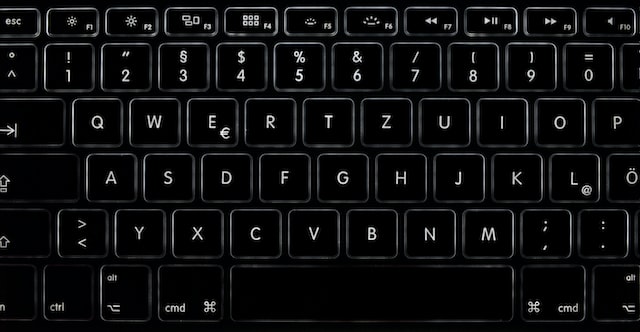 esc F1 F2 F3 F4 F5 F6 F7 F8 F9 F10
° ! " § $ % & / ( ) =
^ 1 2 3 4 5 6 7 8 9 0
Q W E € R T Z U I O P
A S D F G H J K L @ Ö
> < Y X C V B N M ; , : .
alt alt
n ctrl cmd ⌘ ⌘ cmd ⌥